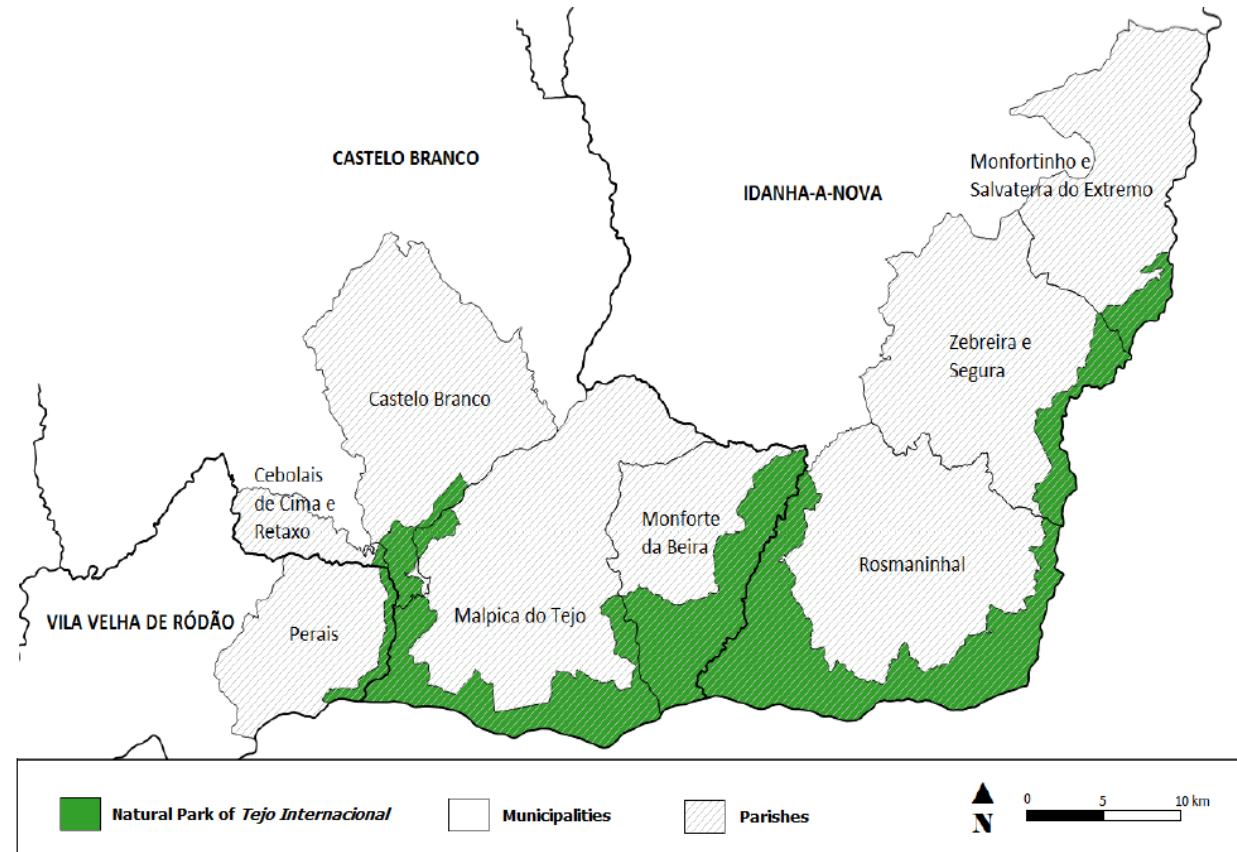 CASTELO BRANCO
IDANHA-A-NOVA
Monfortinho e
Salvaterra do Extremo
Zebreira e
Segura
Castelo Branco
Cebolais
de Cima e
Retaxo
Monforte
da Beira
Rosmaninhal
VILA VELHA DE RÓDÃO
Perais
Malpica do Tejo
Natural Park of Tejo Internacional
Municipalities
Parishes
N
0 5 10 km